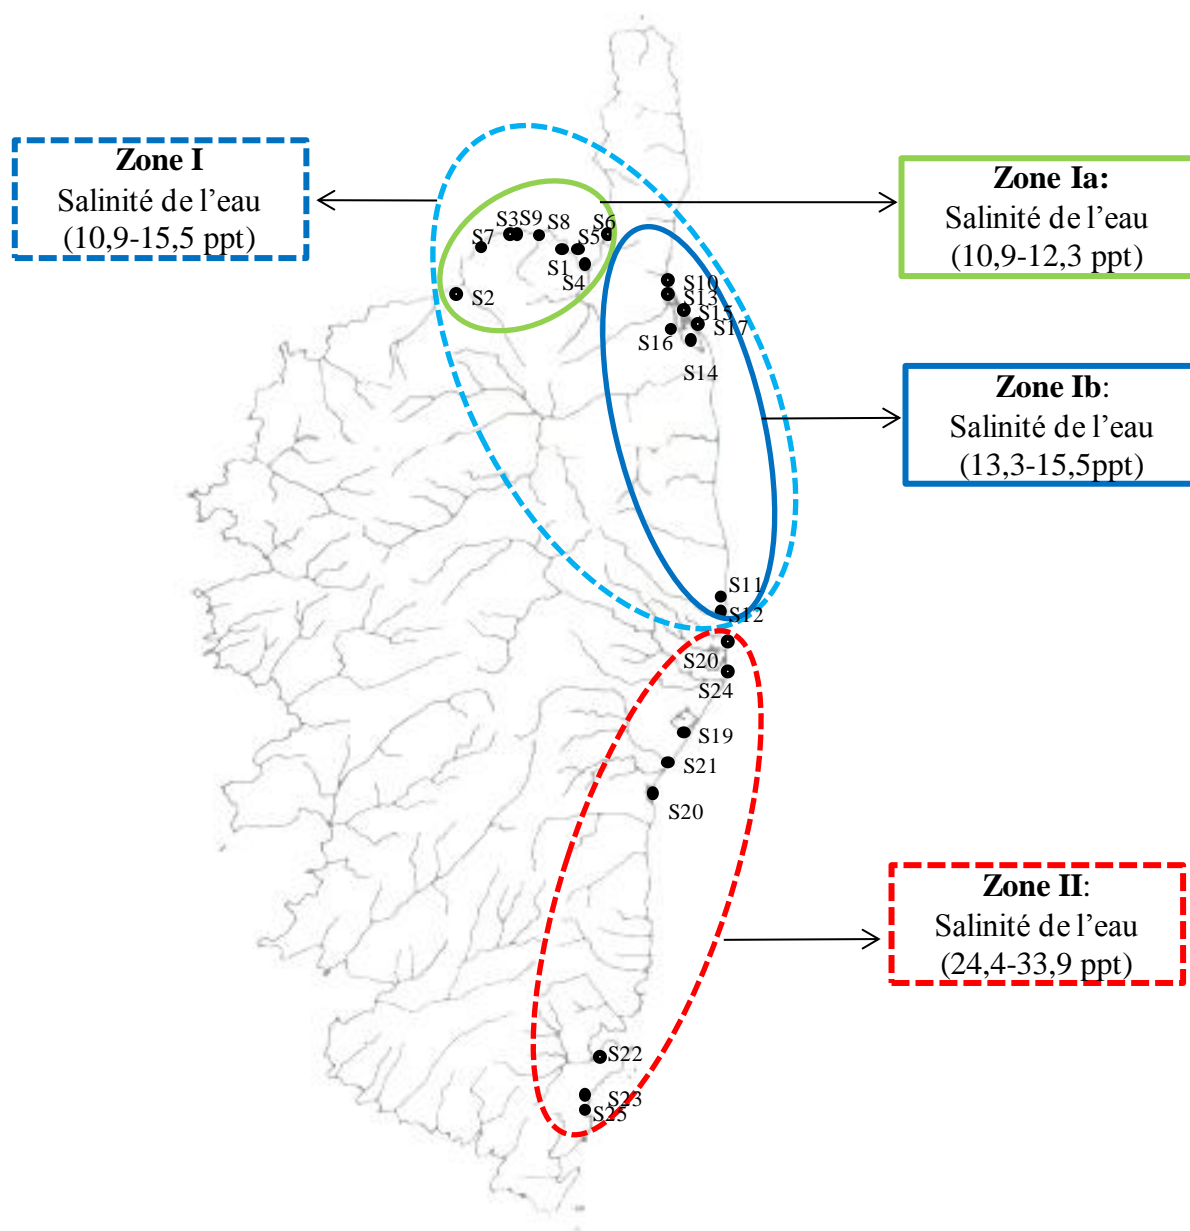 Zone I
Salinité de l'eau
(10,9-15,5 ppt)
Zone Ia:
Salinité de l'eau
(10,9-12,3 ppt)
S7
S3
S9
S8
S5
S6
S1
S4
S2
S10
S13
S15
S17
S16
S14
Zone Ib:
Salinité de l'eau
(13,3-15,5ppt)
S11
S12
S20
S24
S19
S21
S20
Zone II:
Salinité de l'eau
(24,4-33,9 ppt)
S22
S23
S25